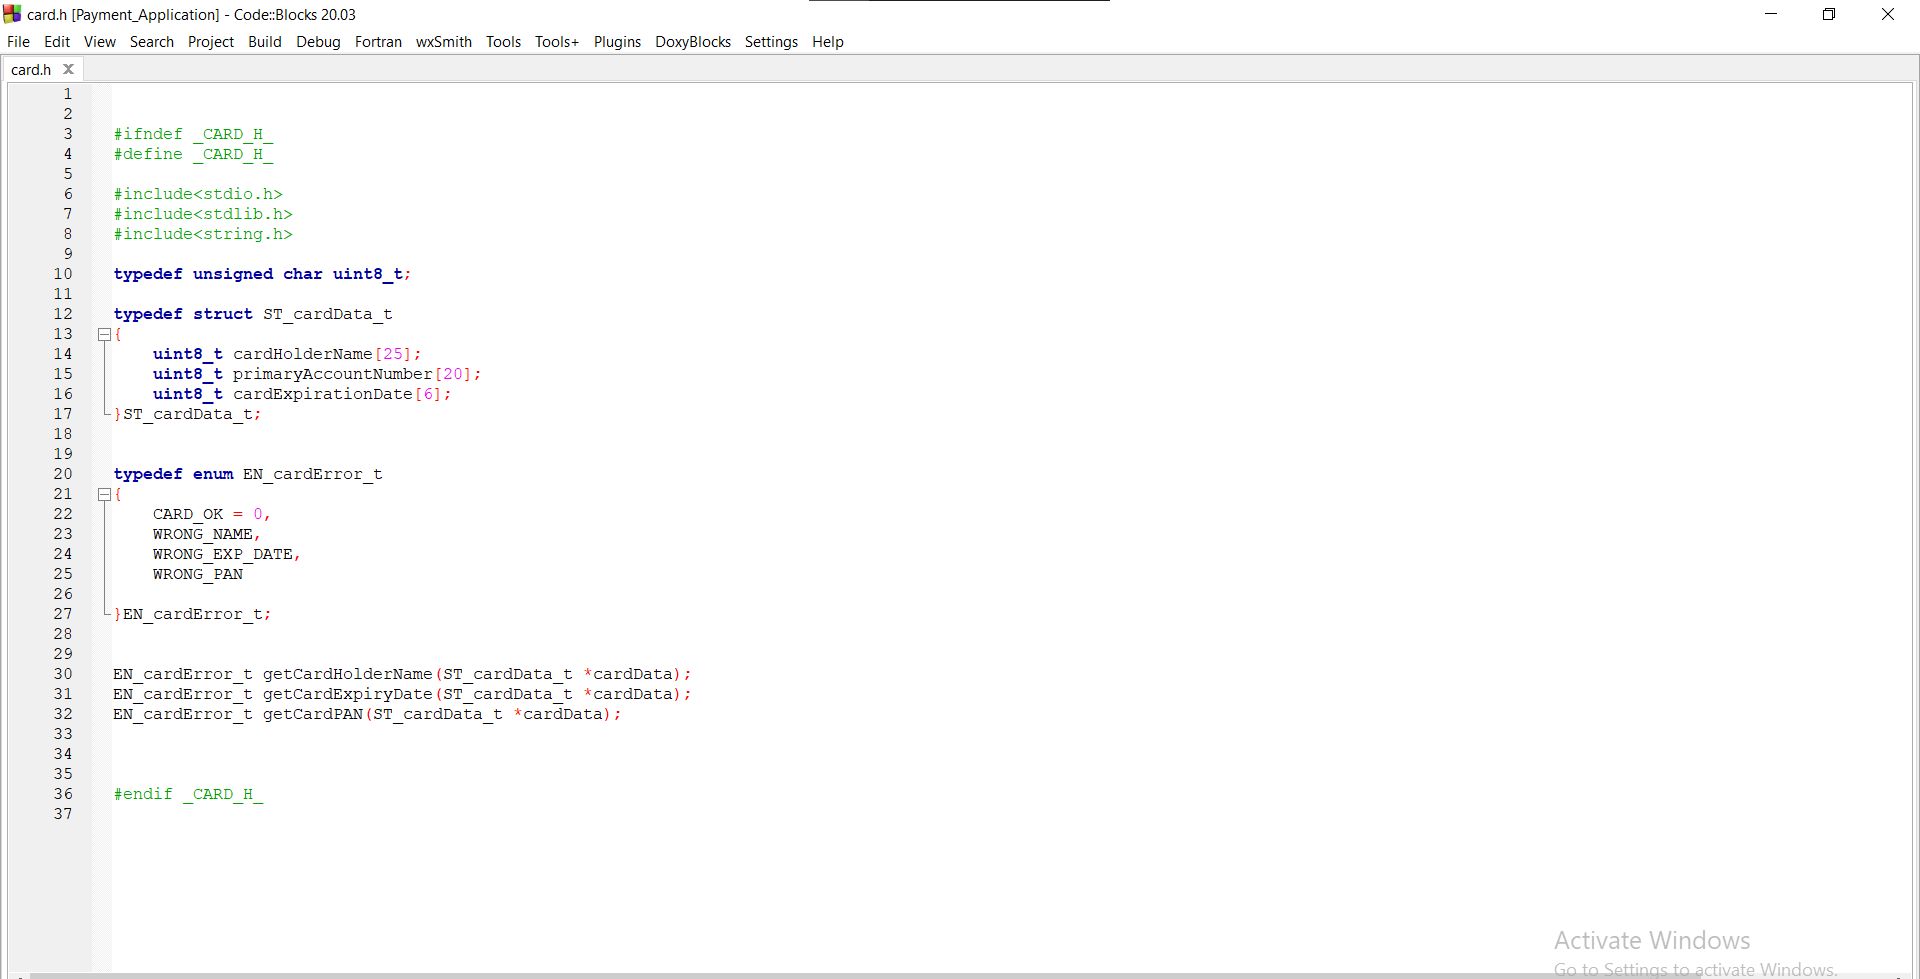 card.h [Payment_Application] - Code::Blocks 20.03
File Edit View Search Project Build Debug Fortran wxSmith Tools Tools+ Plugins DoxyBlocks Settings Help
card.h
1
2
3 #ifndef _CARD_H_
4 #define _CARD_H_
5
6 #include<stdio.h>
7 #include<stdlib.h>
8 #include<string.h>
9
10 typedef unsigned char uint8_t;
11
12 typedef struct ST_cardData_t
13 {
14 uint8_t cardHolderName[25];
15 uint8_t primaryAccountNumber[20];
16 uint8_t cardExpirationDate[6];
17 }ST_cardData_t;
18
19
20 typedef enum EN_cardError_t
21 {
22 CARD_OK = 0,
23 WRONG_NAME,
24 WRONG_EXP_DATE,
25 WRONG_PAN
26
27 }EN_cardError_t;
28
29
30 EN_cardError_t getCardHolderName(ST_cardData_t *cardData);
31 EN_cardError_t getCardExpiryDate(ST_cardData_t *cardData);
32 EN_cardError_t getCardPAN(ST_cardData_t *cardData);
33
34
35
36 #endif _CARD_H_
37
Activate Windows
Go to Settings to activate Windows.